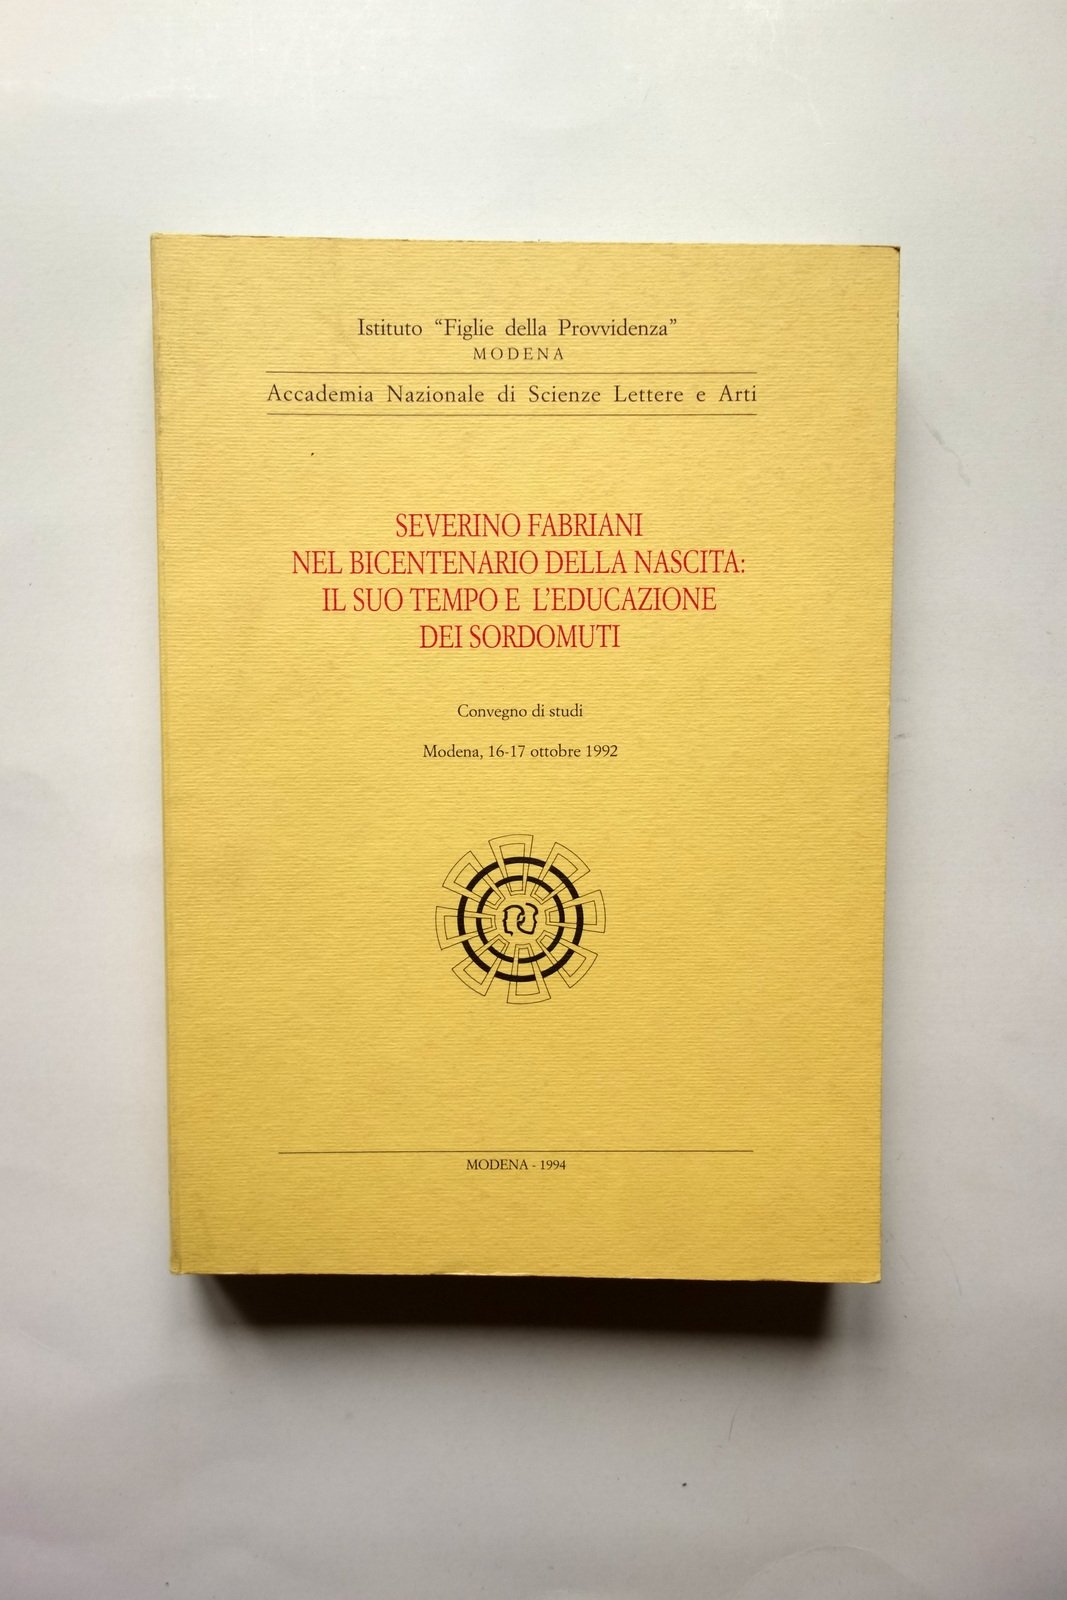 Istituto “Figlie della Provvidenza”
MODENA
Accademia Nazionale di Scienze Lettere e Arti
SEVERINO FABRIANI
NEL BICENTENARIO DELLA NASCITA:
IL SUO TEMPO E L'EDUCAZIONE
DEI SORDOMUTI
Convegno di studi
Modena, 16-17 ottobre 1992
MODENA - 1994